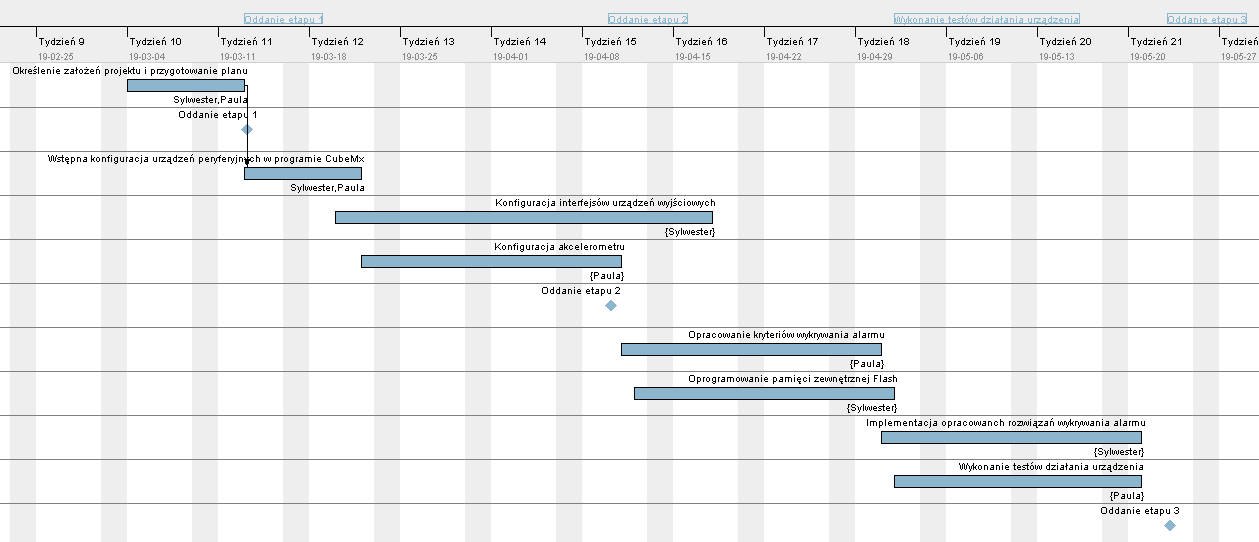 Oddanie etapu 1 Oddanie etapu 2 Wykonanie testów działania urządzenia Oddanie etapu 3
Tydzień 9 Tydzień 10 Tydzień 11 Tydzień 12 Tydzień 13 Tydzień 14 Tydzień 15 Tydzień 16 Tydzień 17 Tydzień 18 Tydzień 19 Tydzień 20 Tydzień 21 Tydzień
19-02-25 19-03-04 19-03-11 19-03-18 19-03-25 19-04-01 19-04-08 19-04-15 19-04-22 19-04-29 19-05-06 19-05-13 19-05-20 19-05-27
Określenie założeń projektu i przygotowanie planu
Sylwester,Paula
Oddanie etapu 1
Wstępna konfiguracja urządzeń peryferyjnych w programie CubeMx
Sylwester,Paula
Konfiguracja interfejsów urządzeń wyjściowych
{Sylwester}
Konfiguracja akcelerometru
{Paula}
Oddanie etapu 2
Opracowanie kryteriów wykrywania alarmu
{Paula}
Oprogramowanie pamięci zewnętrznej Flash
{Sylwester}
Implementacja opracowanch rozwiązań wykrywania alarmu
{Sylwester}
Wykonanie testów działania urządzenia
{Paula}
Oddanie etapu 3